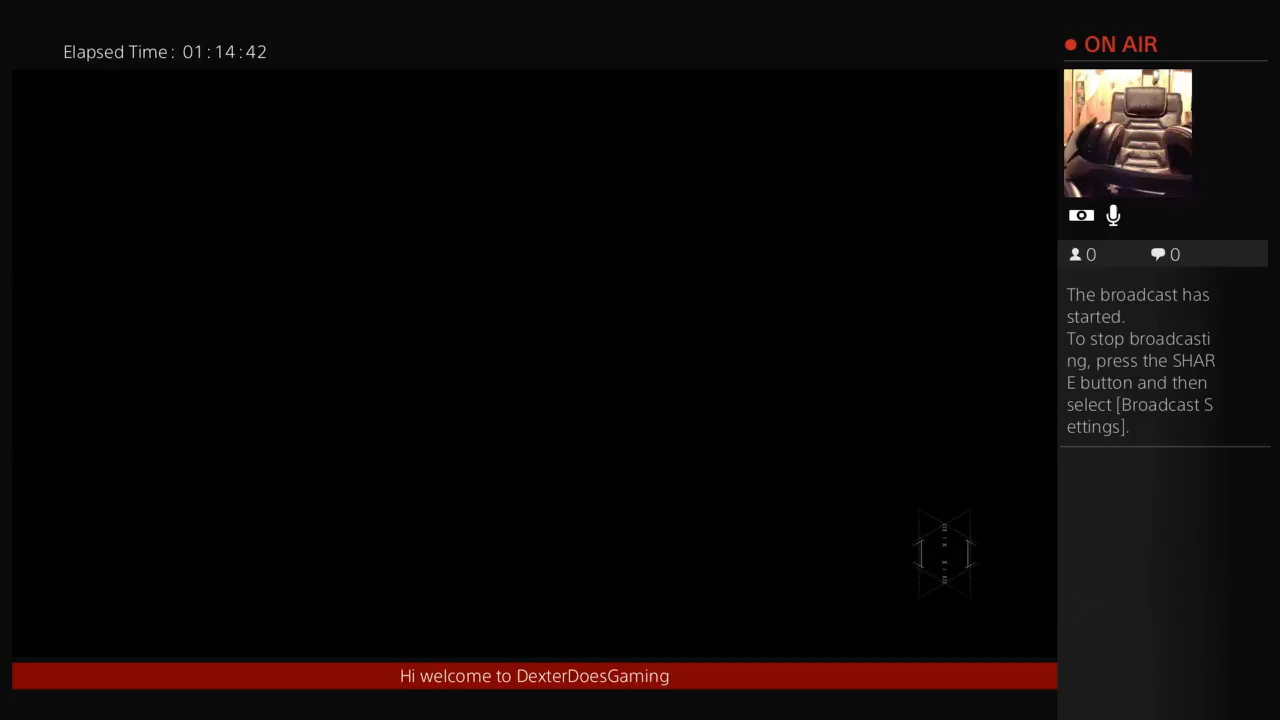 Elapsed Time: 01:14:42
ON AIR
0 0
The broadcast has
started.
To stop broadcasti
ng, press the SHAR
E button and then
select [Broadcast S
ettings].
Hi welcome to DexterDoesGaming